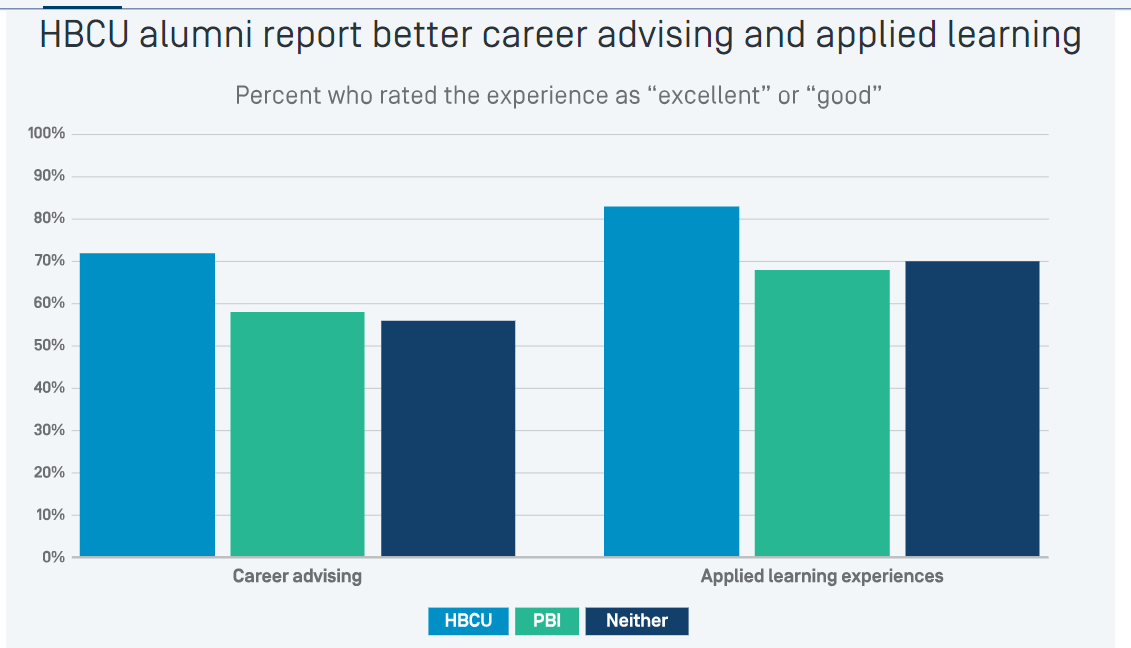 HBCU alumni report better career advising and applied learning
Percent who rated the experience as “excellent” or “good”
100%
90%
80%
70%
60%
50%
40%
30%
20%
10%
0%
Career advising
Applied learning experiences
HBCU
PBI
Neither